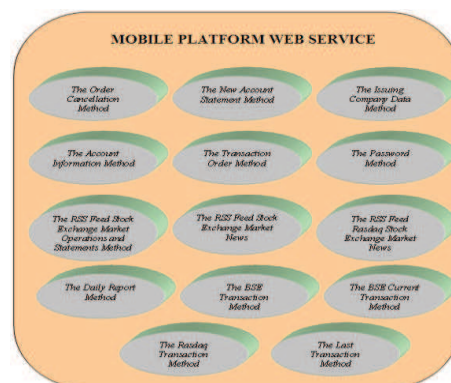 MOBILE PLATFORM WEB SERVICE
The Order
Cancellation
Method
The New Account
Statement Method
The Issuing
Company Data
Method
The Account
Information Method
The Transaction
Order Method
The Password
Method
The RSS Feed Stock
Exchange Market
Operations and
Statements Method
The RSS Feed Stock
Exchange Market
News
The RSS Feed
Rasdaq Stock
Exchange Market
News
The Daily Report
Method
The BSE
Transaction
Method
The BSE Current
Transaction
Method
The Rasdaq
Transaction
Method
The Last
Transaction
Method